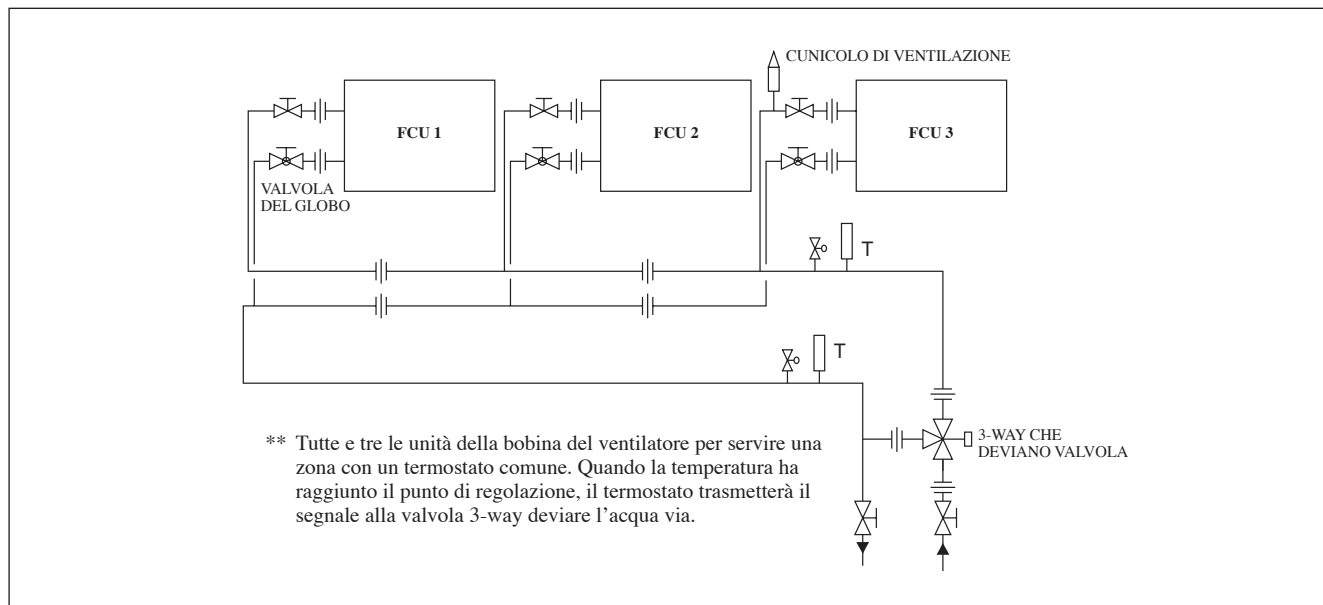 CUNICOLO DI VENTILAZIONE
FCU 1
FCU 2
FCU 3
VALVOLA
DEL GLOBO
T
T
3-WAY CHE
DEVIANO VALVOLA
** Tutte e tre le unità della bobina del ventilatore per servire una
zona con un termostato comune. Quando la temperatura ha
raggiunto il punto di regolazione, il termostato trasmetterà il
segnale alla valvola 3-way deviare l’acqua via.